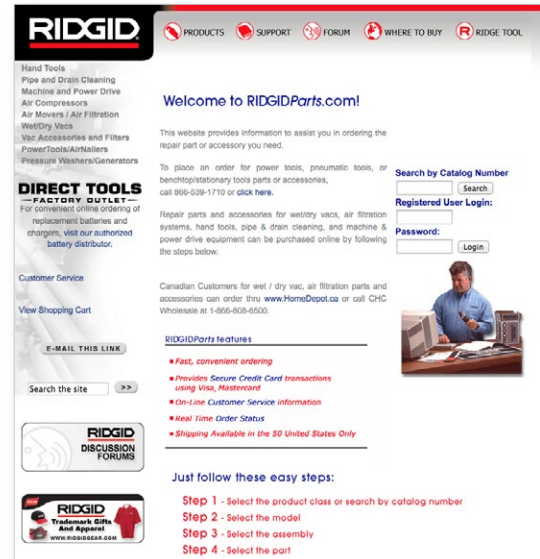 RIDGID
PRODUCTS
SUPPORT
FORUM
WHERE TO BUY
R
RIDGE TOOL
Hand Tools
Pipe and Drain Cleaning
Machine and Power Drive
Air Compressors
Air Movers / Air Filtration
Wet/Dry Vacs
Vac Accessories and Filters
PowerTools/AirNailers
Pressure Washers/Generators
DIRECT TOOLS
FACTORY OUTLET
For convenient online ordering of
replacement batteries and
chargers, visit our authorized
battery distributor.
Customer Service
View Shopping Cart
E-MAIL THIS LINK
Search the site
>>
RIDGID
DISCUSSION
FORUMS
NEW
RIDGID
Trademark Gifts
And Apparel
WWW.RIDGIDGEAR.COM
Welcome to RIDGIDParts.com!
This website provides information to assist you in ordering the
repair part or accessory you need.
To place an order for power tools, pneumatic tools, or
benchtop/stationary tools parts or accessories,
call 866-539-1710 or click here.
Repair parts and accessories for wet/dry vacs, air filtration
systems, hand tools, pipe & drain cleaning, and machine &
power drive equipment can be purchased online by following
the steps below.
Canadian Customers for wet / dry vac, air filtration parts and
accessories can order thru www.HomeDepot.ca or call CHC
Wholesale at 1-866-808-6500.
RIDGIDParts features
Fast, convenient ordering
Provides Secure Credit Card transactions
using Visa, Mastercard
On-Line Customer Service information
Real Time Order Status
Shipping Available in the 50 United States Only
Just follow these easy steps:
Step 1 - Select the product class or search by catalog number
Step 2 - Select the model
Step 3 - Select the assembly
Step 4 - Select the part
Search by Catalog Number
Search
Registered User Login:
Password:
Login